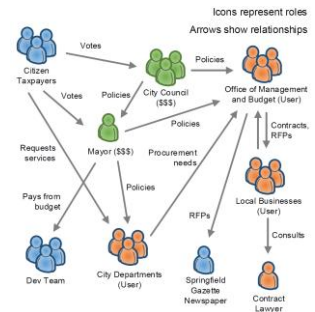 Icons represent roles
Arrows show relationships
Votes
Policies
Citizen
Taxpayers
City Council
($$$)
Office of Management
and Budget (User)
Votes
Policies
Policies
Contracts,
RFPs
Mayor ($$$)
Requests
services
Procurement
needs
Policies
Pays from
budget
Local Businesses
(User)
RFPs
Consults
Dev Team
City Departments
(User)
Springfield
Gazette
Newspaper
Contract
Lawyer